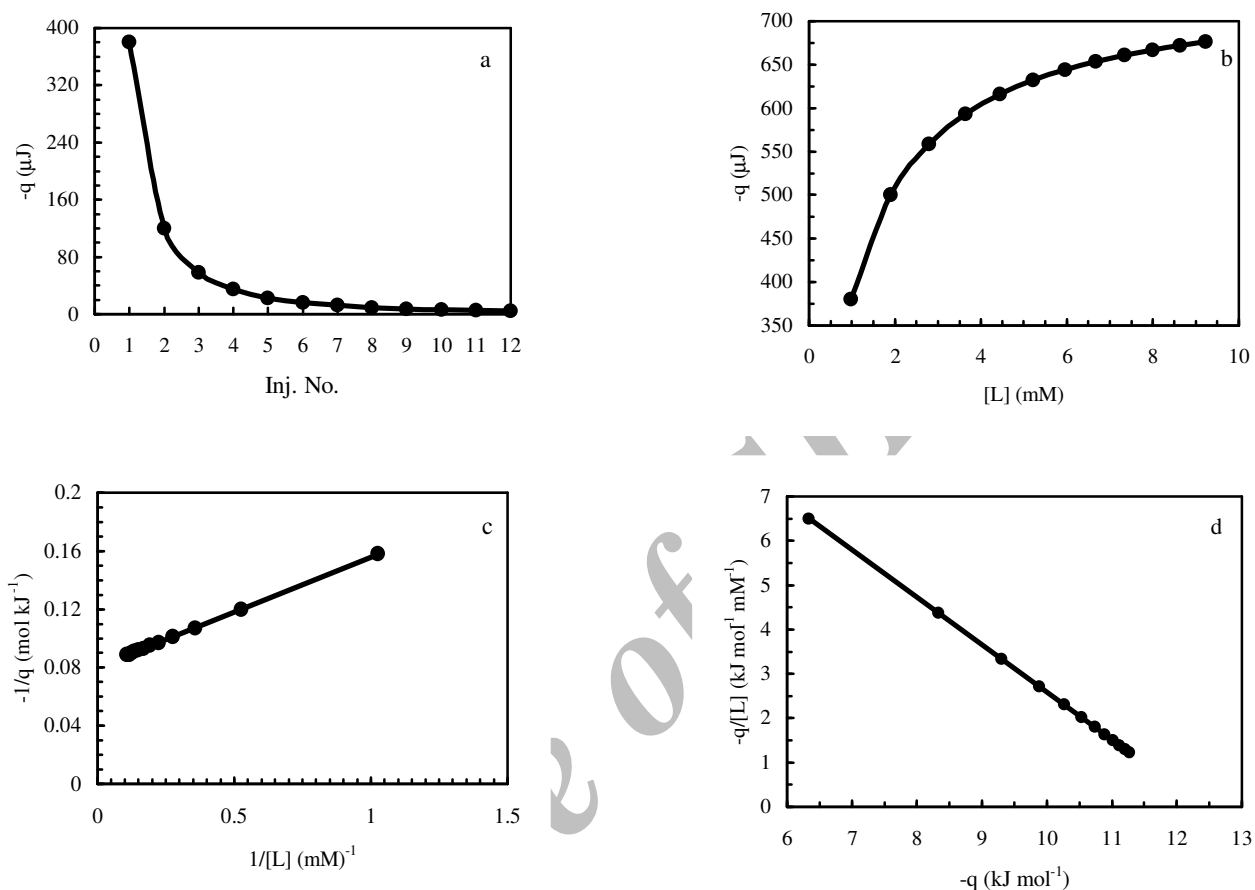 a
400
320
240
160
80
0
-q (µJ)
0 1 2 3 4 5 6 7 8 9 10 11 12
Inj. No.
b
700
650
600
550
500
450
400
350
-q (µJ)
0 2 4 6 8 10
[L] (mM)
c
0.2
0.16
0.12
0.08
0.04
0
-1/q (mol kJ⁻¹)
0 0.5 1 1.5
1/[L] (mM)⁻¹
d
7
6
5
4
3
2
1
0
-q/[L] (kJ mol⁻¹ mM⁻¹)
6 7 8 9 10 11 12 13
-q (kJ mol⁻¹)
of